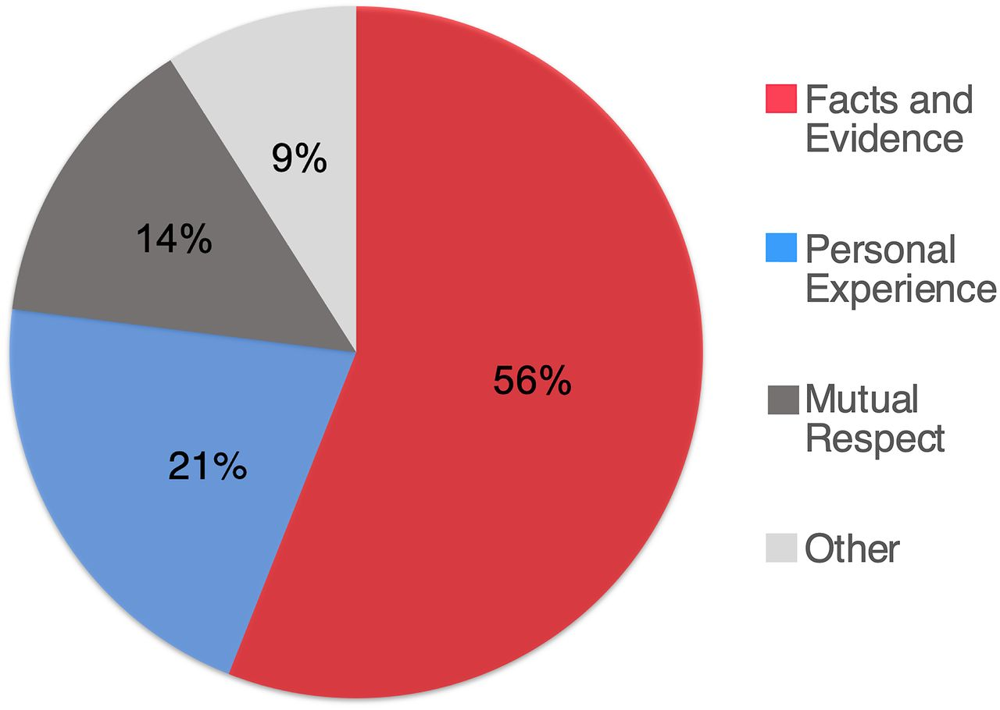 9%
14%
56%
21%
Facts and
Evidence
Personal
Experience
Mutual
Respect
Other